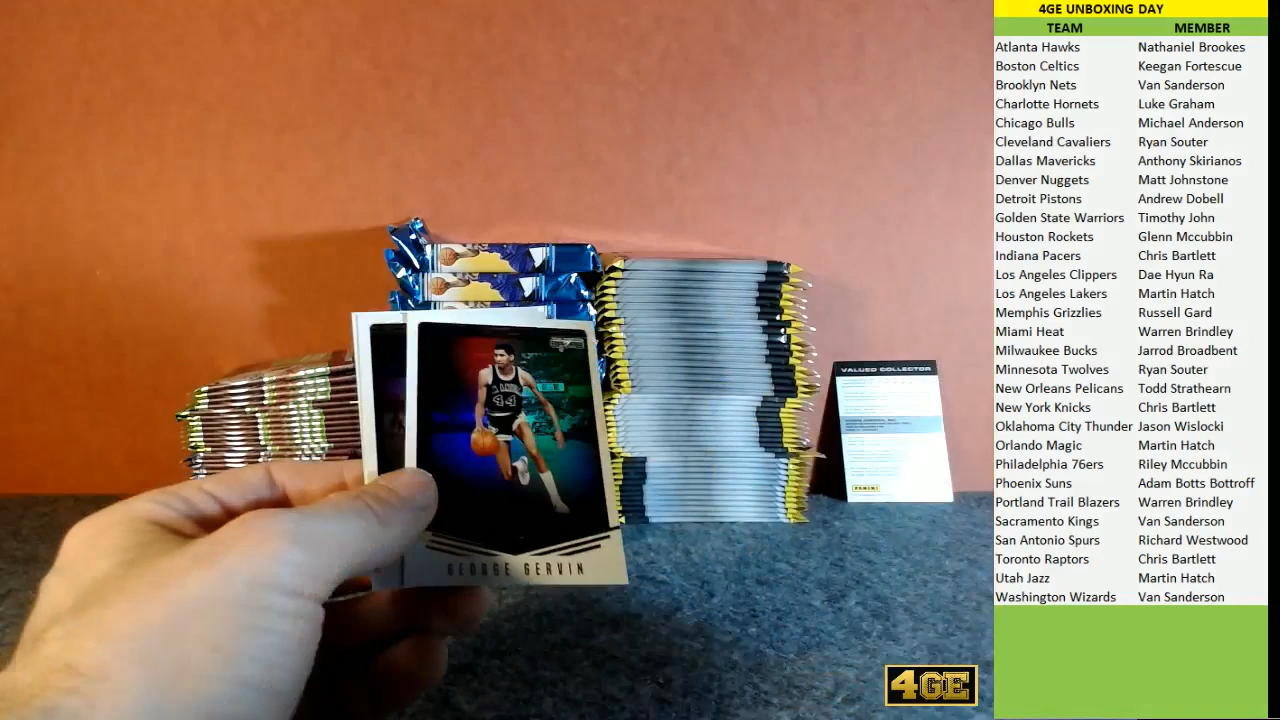 4GE UNBOXING DAY
TEAM MEMBER
Atlanta Hawks Nathaniel Brookes
Boston Celtics Keegan Fortescue
Brooklyn Nets Van Sanderson
Charlotte Hornets Luke Graham
Chicago Bulls Michael Anderson
Cleveland Cavaliers Ryan Souter
Dallas Mavericks Anthony Skirianos
Denver Nuggets Matt Johnstone
Detroit Pistons Andrew Dobell
Golden State Warriors Timothy John
Houston Rockets Glenn Mccubbin
Indiana Pacers Chris Bartlett
Los Angeles Clippers Dae Hyun Ra
Los Angeles Lakers Martin Hatch
Memphis Grizzlies Russell Gard
Miami Heat Warren Brindley
Milwaukee Bucks Jarrod Broadbent
Minnesota Twolves Ryan Souter
New Orleans Pelicans Todd Strathearn
New York Knicks Chris Bartlett
Oklahoma City Thunder Jason Wislocki
Orlando Magic Martin Hatch
Philadelphia 76ers Riley Mccubbin
Phoenix Suns Adam Botts Bottroff
Portland Trail Blazers Warren Brindley
Sacramento Kings Van Sanderson
San Antonio Spurs Richard Westwood
Toronto Raptors Chris Bartlett
Utah Jazz Martin Hatch
Washington Wizards Van Sanderson
VALUED COLLECTOR
PANINI
44
GEORGE GERVIN
4GE